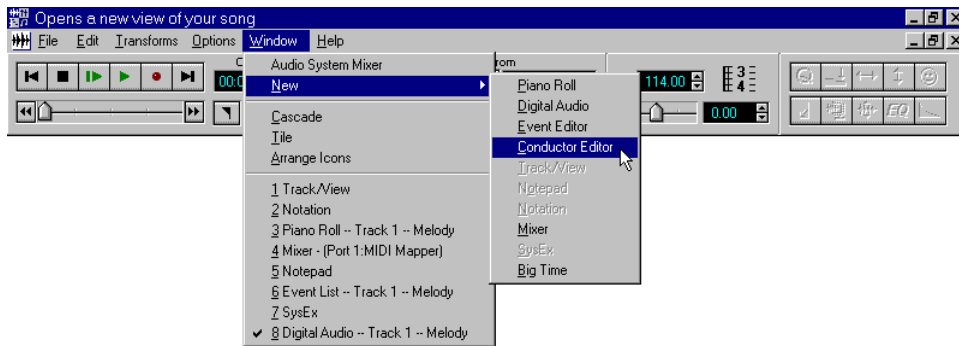 Opens a new view of your song
File Edit Transforms Options Window Help
Audio System Mixer
New
Cascade
Tile
Arrange Icons
1 Track/View
2 Notation
3 Piano Roll -- Track 1 -- Melody
4 Mixer - (Port 1:MIDI Mapper)
5 Notepad
6 Event List -- Track 1 -- Melody
7 SysEx
8 Digital Audio -- Track 1 -- Melody
Piano Roll
Digital Audio
Event Editor
Conductor Editor
Track/View
Notepad
Notation
Mixer
SysEx
Big Time
114.00
3
4
0.00
EQ